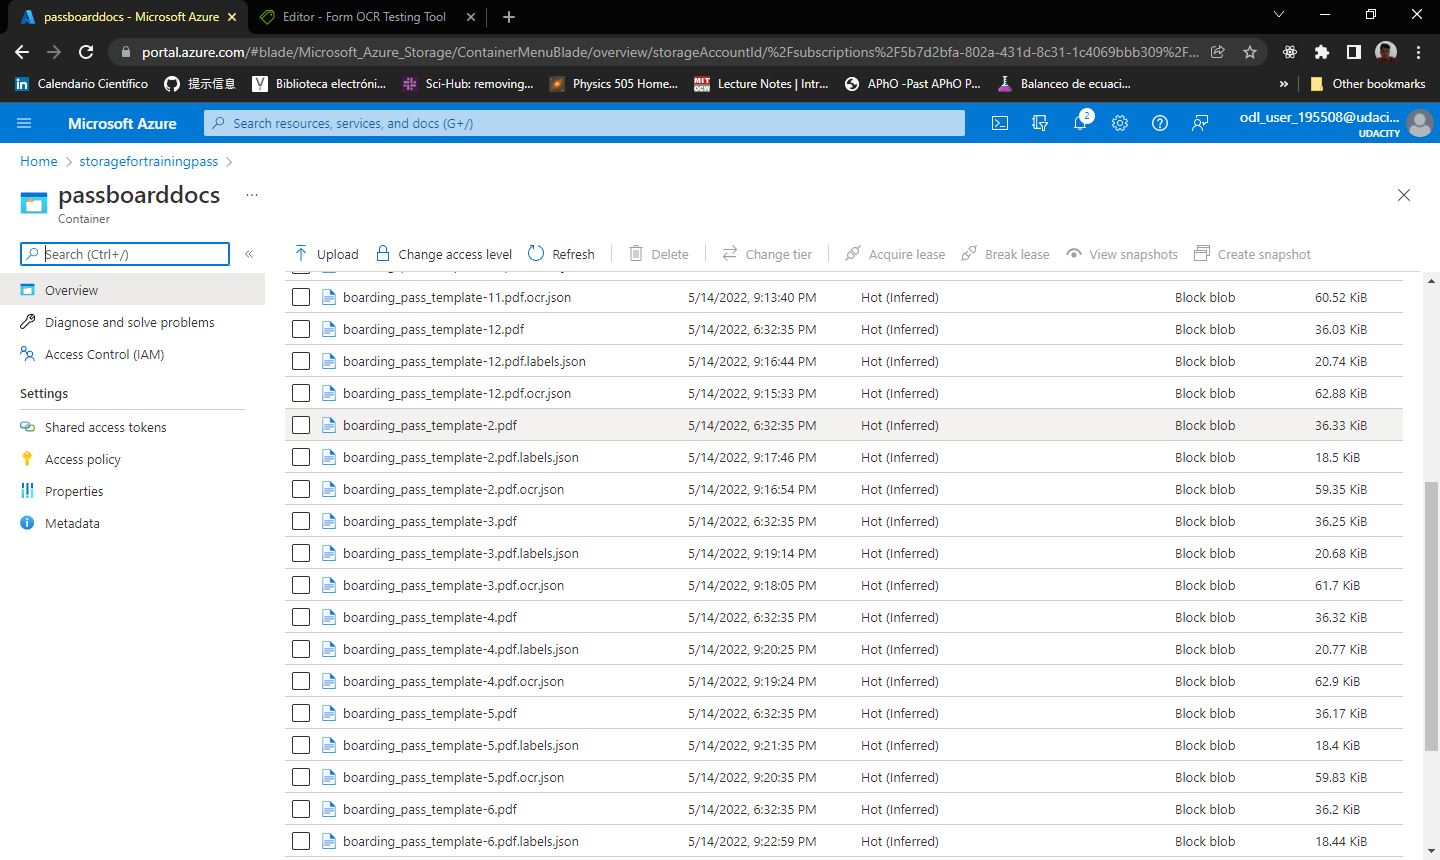 passboarddocs - Microsoft Azure
Editor - Form OCR Testing Tool
portal.azure.com/#blade/Microsoft_Azure_Storage/ContainerMenuBlade/overview/storageAccountId/%2Fsubscriptions%2F5b7d2bfa-802a-431d-8c31-1c4069bbb309%2F...
Calendario Científico 提示信息 Biblioteca electróni... Sci-Hub: removing... Physics 505 Home... MIT OCW Lecture Notes | Intr... APhO -Past APhO P... Balanceo de ecuaci... » Other bookmarks
Microsoft Azure
Search resources, services, and docs (G+/)
2
odl_user_195508@udaci...
UDACITY
Home > storagefortrainingpass >
passboarddocs ...
Container
Search (Ctrl+/) «
Upload Change access level Refresh Delete Change tier Acquire lease Break lease View snapshots Create snapshot
Overview
Diagnose and solve problems
Access Control (IAM)
Settings
Shared access tokens
Access policy
Properties
Metadata
boarding_pass_template-11.pdf.ocr.json 5/14/2022, 9:13:40 PM Hot (Inferred) Block blob 60.52 KiB
boarding_pass_template-12.pdf 5/14/2022, 6:32:35 PM Hot (Inferred) Block blob 36.03 KiB
boarding_pass_template-12.pdf.labels.json 5/14/2022, 9:16:44 PM Hot (Inferred) Block blob 20.74 KiB
boarding_pass_template-12.pdf.ocr.json 5/14/2022, 9:15:33 PM Hot (Inferred) Block blob 62.88 KiB
boarding_pass_template-2.pdf 5/14/2022, 6:32:35 PM Hot (Inferred) Block blob 36.33 KiB
boarding_pass_template-2.pdf.labels.json 5/14/2022, 9:17:46 PM Hot (Inferred) Block blob 18.5 KiB
boarding_pass_template-2.pdf.ocr.json 5/14/2022, 9:16:54 PM Hot (Inferred) Block blob 59.35 KiB
boarding_pass_template-3.pdf 5/14/2022, 6:32:35 PM Hot (Inferred) Block blob 36.25 KiB
boarding_pass_template-3.pdf.labels.json 5/14/2022, 9:19:14 PM Hot (Inferred) Block blob 20.68 KiB
boarding_pass_template-3.pdf.ocr.json 5/14/2022, 9:18:05 PM Hot (Inferred) Block blob 61.7 KiB
boarding_pass_template-4.pdf 5/14/2022, 6:32:35 PM Hot (Inferred) Block blob 36.32 KiB
boarding_pass_template-4.pdf.labels.json 5/14/2022, 9:20:25 PM Hot (Inferred) Block blob 20.77 KiB
boarding_pass_template-4.pdf.ocr.json 5/14/2022, 9:19:24 PM Hot (Inferred) Block blob 62.9 KiB
boarding_pass_template-5.pdf 5/14/2022, 6:32:35 PM Hot (Inferred) Block blob 36.17 KiB
boarding_pass_template-5.pdf.labels.json 5/14/2022, 9:21:35 PM Hot (Inferred) Block blob 18.4 KiB
boarding_pass_template-5.pdf.ocr.json 5/14/2022, 9:20:35 PM Hot (Inferred) Block blob 59.83 KiB
boarding_pass_template-6.pdf 5/14/2022, 6:32:35 PM Hot (Inferred) Block blob 36.2 KiB
boarding_pass_template-6.pdf.labels.json 5/14/2022, 9:22:59 PM Hot (Inferred) Block blob 18.44 KiB